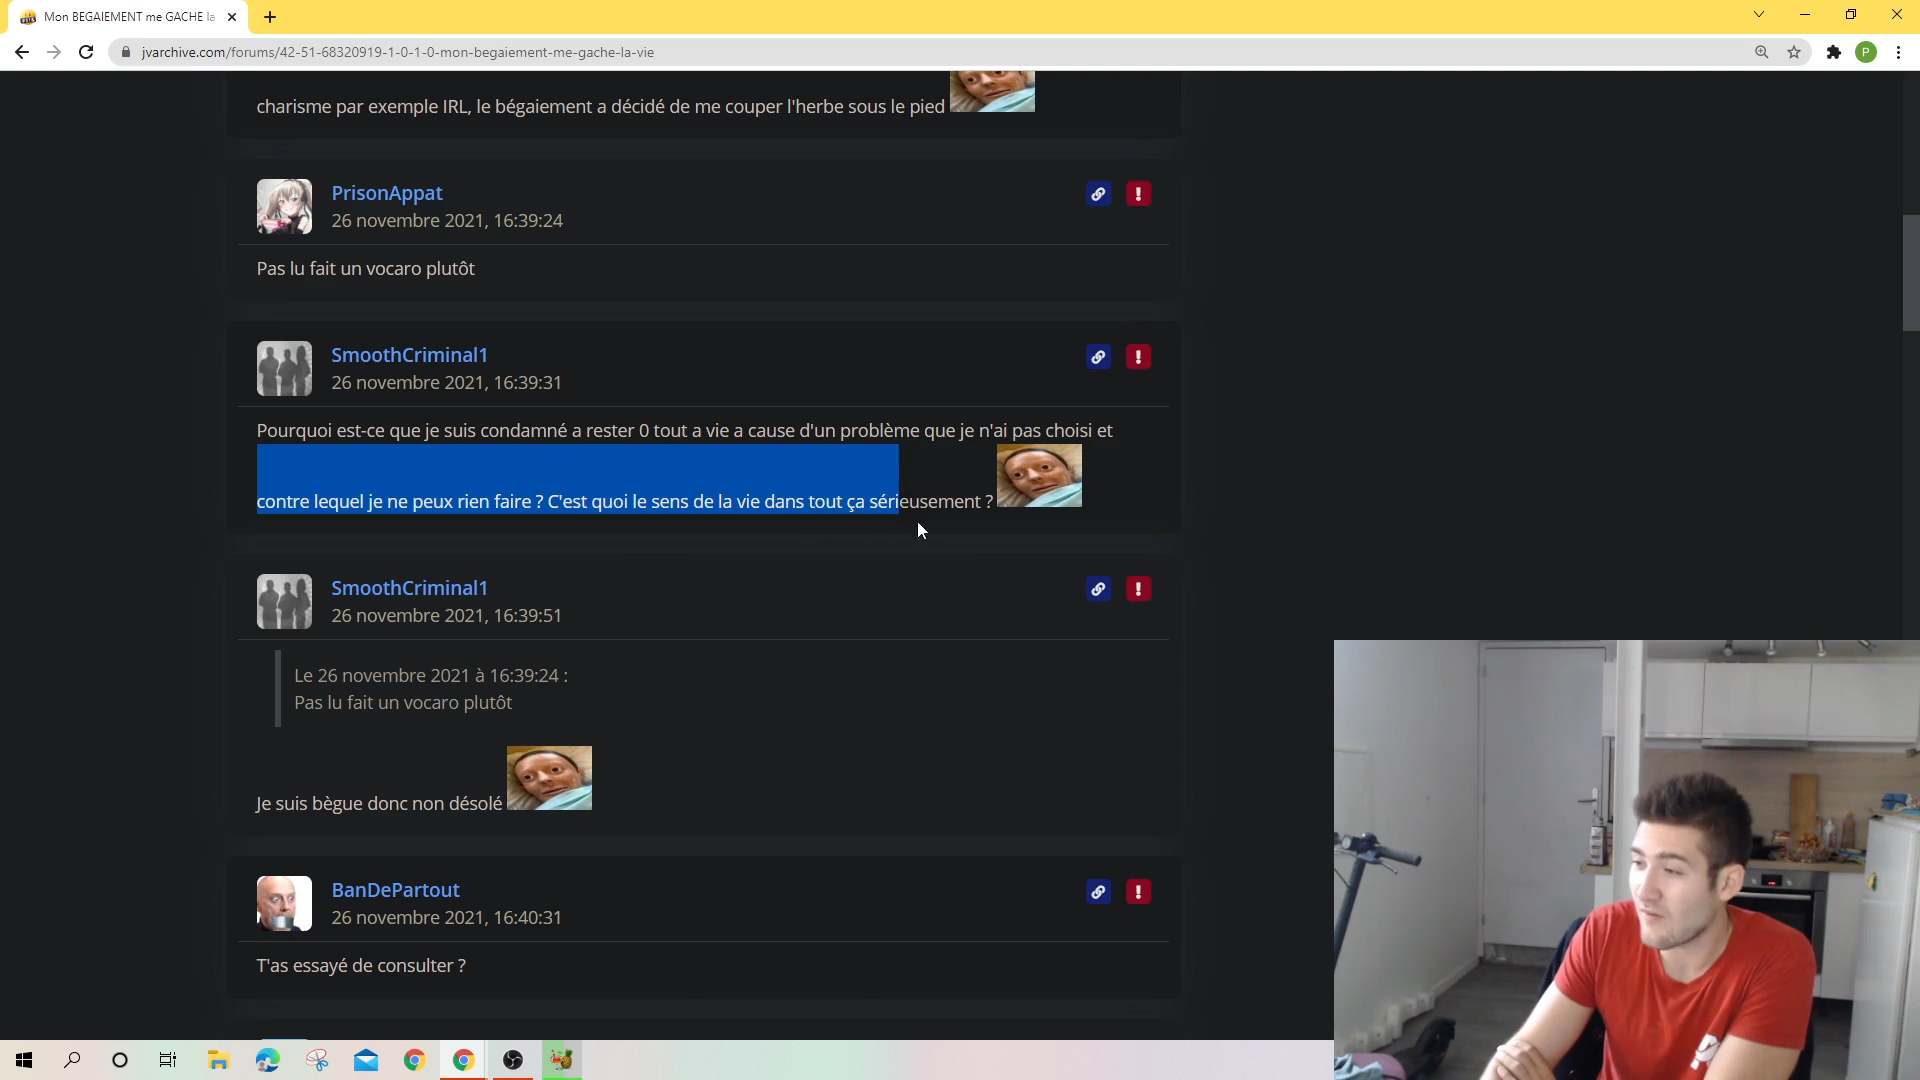 Mon BEGAIEMENT me GACHE la
jvarchive.com/forums/42-51-68320919-1-0-1-0-mon-begaiement-me-gache-la-vie
P
charisme par exemple IRL, le bégaiement a décidé de me couper l'herbe sous le pied
PrisonAppat
26 novembre 2021, 16:39:24
Pas lu fait un vocaro plutôt
SmoothCriminal1
26 novembre 2021, 16:39:31
Pourquoi est-ce que je suis condamné a rester 0 tout a vie a cause d'un problème que je n'ai pas choisi et
contre lequel je ne peux rien faire ? C'est quoi le sens de la vie dans tout ça sérieusement ?
SmoothCriminal1
26 novembre 2021, 16:39:51
Le 26 novembre 2021 à 16:39:24 :
Pas lu fait un vocaro plutôt
Je suis bègue donc non désolé
BanDePartout
26 novembre 2021, 16:40:31
T'as essayé de consulter ?